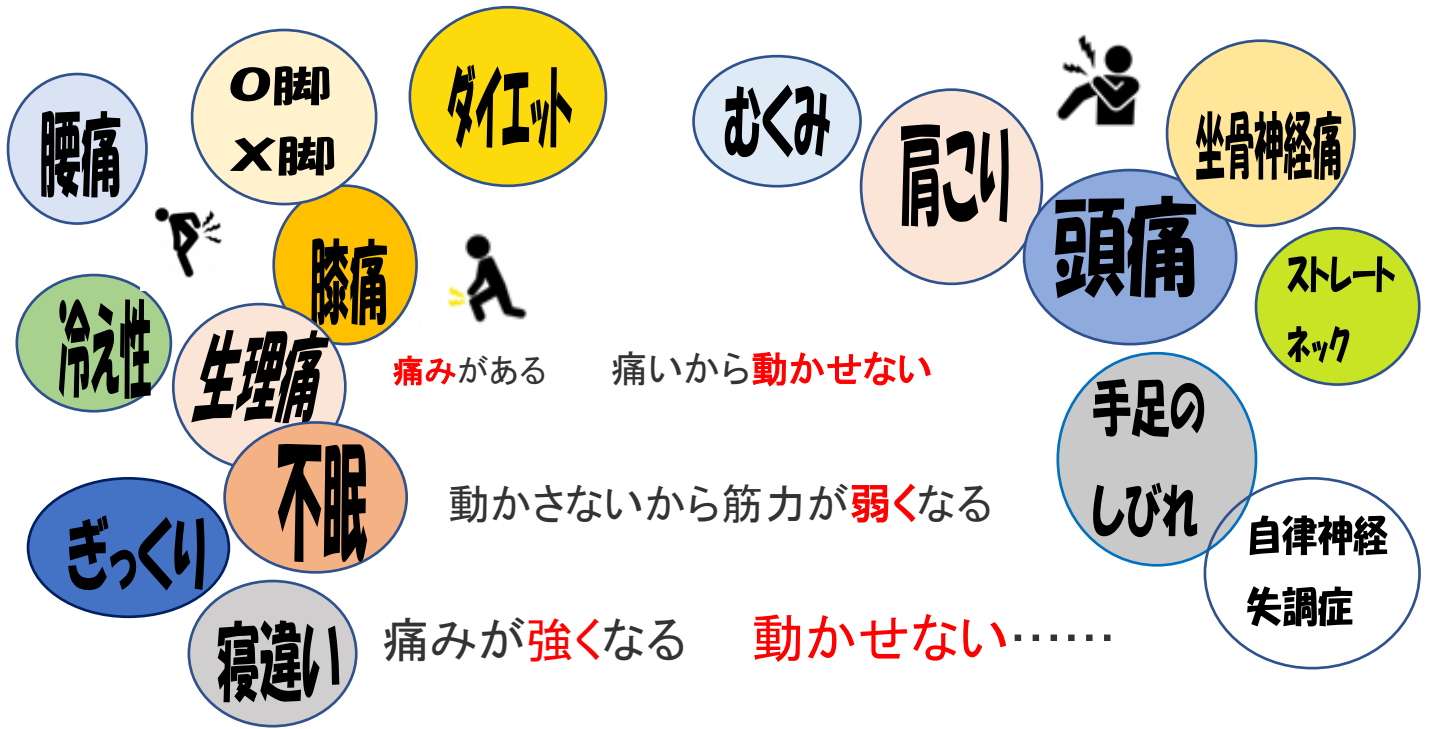 腰痛
O脚
X脚
ダイエット
むくみ
肩こり
坐骨神経痛
膝痛
頭痛
ストレート
ネック
冷え性
生理痛
痛みがある　痛いから動かせない
手足の
しびれ
不眠
動かさないから筋力が弱くなる
ぎっくり
自律神経
失調症
寝違い
痛みが強くなる　動かせない……